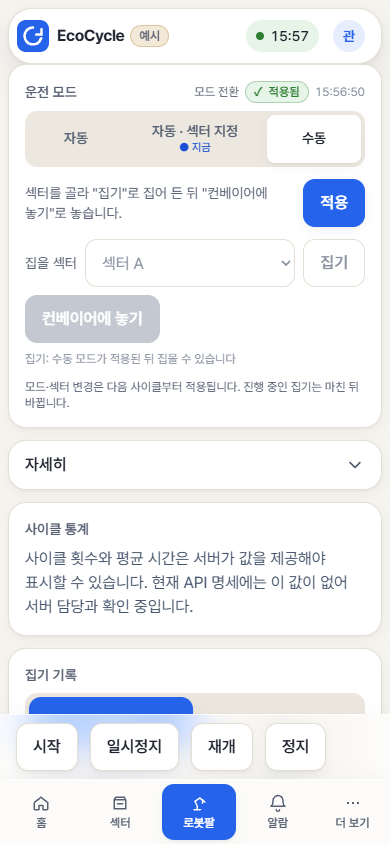 EcoCycle 예시 15:57 관
운전 모드 모드 전환 적용됨 15:56:50
자동 자동 · 섹터 지정 수동
지금
섹터를 골라 "집기"로 집어 든 뒤 "컨베이어에
놓기"로 놓습니다.
적용
집을 섹터 섹터 A 집기
컨베이어에 놓기
집기: 수동 모드가 적용된 뒤 집을 수 있습니다
모드·섹터 변경은 다음 사이클부터 적용됩니다. 진행 중인 집기는 마친 뒤
바뀝니다.
자세히
사이클 통계
사이클 횟수와 평균 시간은 서버가 값을 제공해야
표시할 수 있습니다. 현재 API 명세에는 이 값이 없어
서버 담당과 확인 중입니다.
집기 기록
시작 일시정지 재개 정지
홈 섹터 로봇팔 알람 더 보기